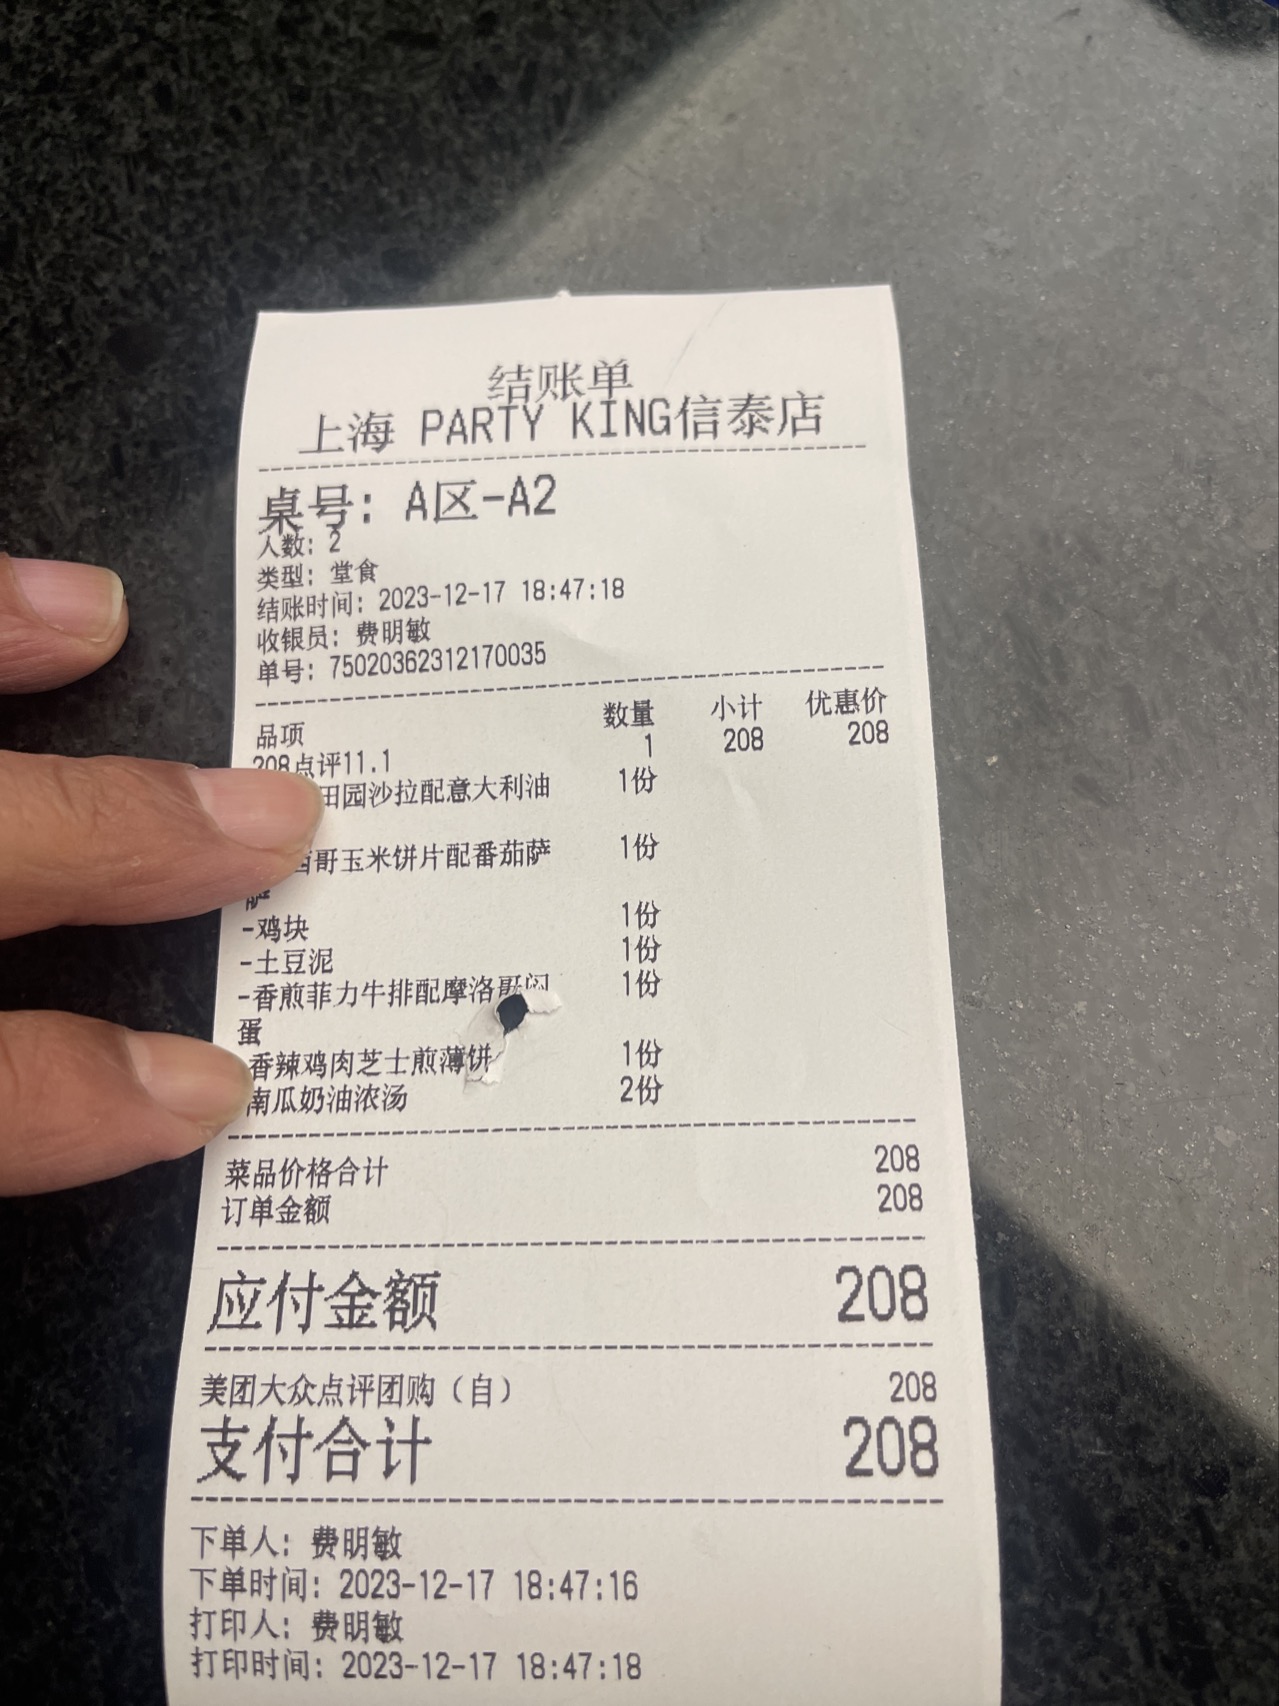 结账单
上海 PARTY KING信泰店
桌号: A区-A2
人数: 2
类型: 堂食
结账时间: 2023-12-17 18:47:18
收银员: 费明敏
单号: 75020362312170035
品项 数量 小计 优惠价
208点评11.1 1 208 208
田园沙拉配意大利油 1份
哥玉米饼片配番茄萨 1份
-鸡块 1份
-土豆泥 1份
-香煎菲力牛排配摩洛哥 1份
蛋
香辣鸡肉芝士煎薄饼 1份
南瓜奶油浓汤 2份
菜品价格合计 208
订单金额 208
应付金额 208
美团大众点评团购（自） 208
支付合计 208
下单人: 费明敏
下单时间: 2023-12-17 18:47:16
打印人: 费明敏
打印时间: 2023-12-17 18:47:18